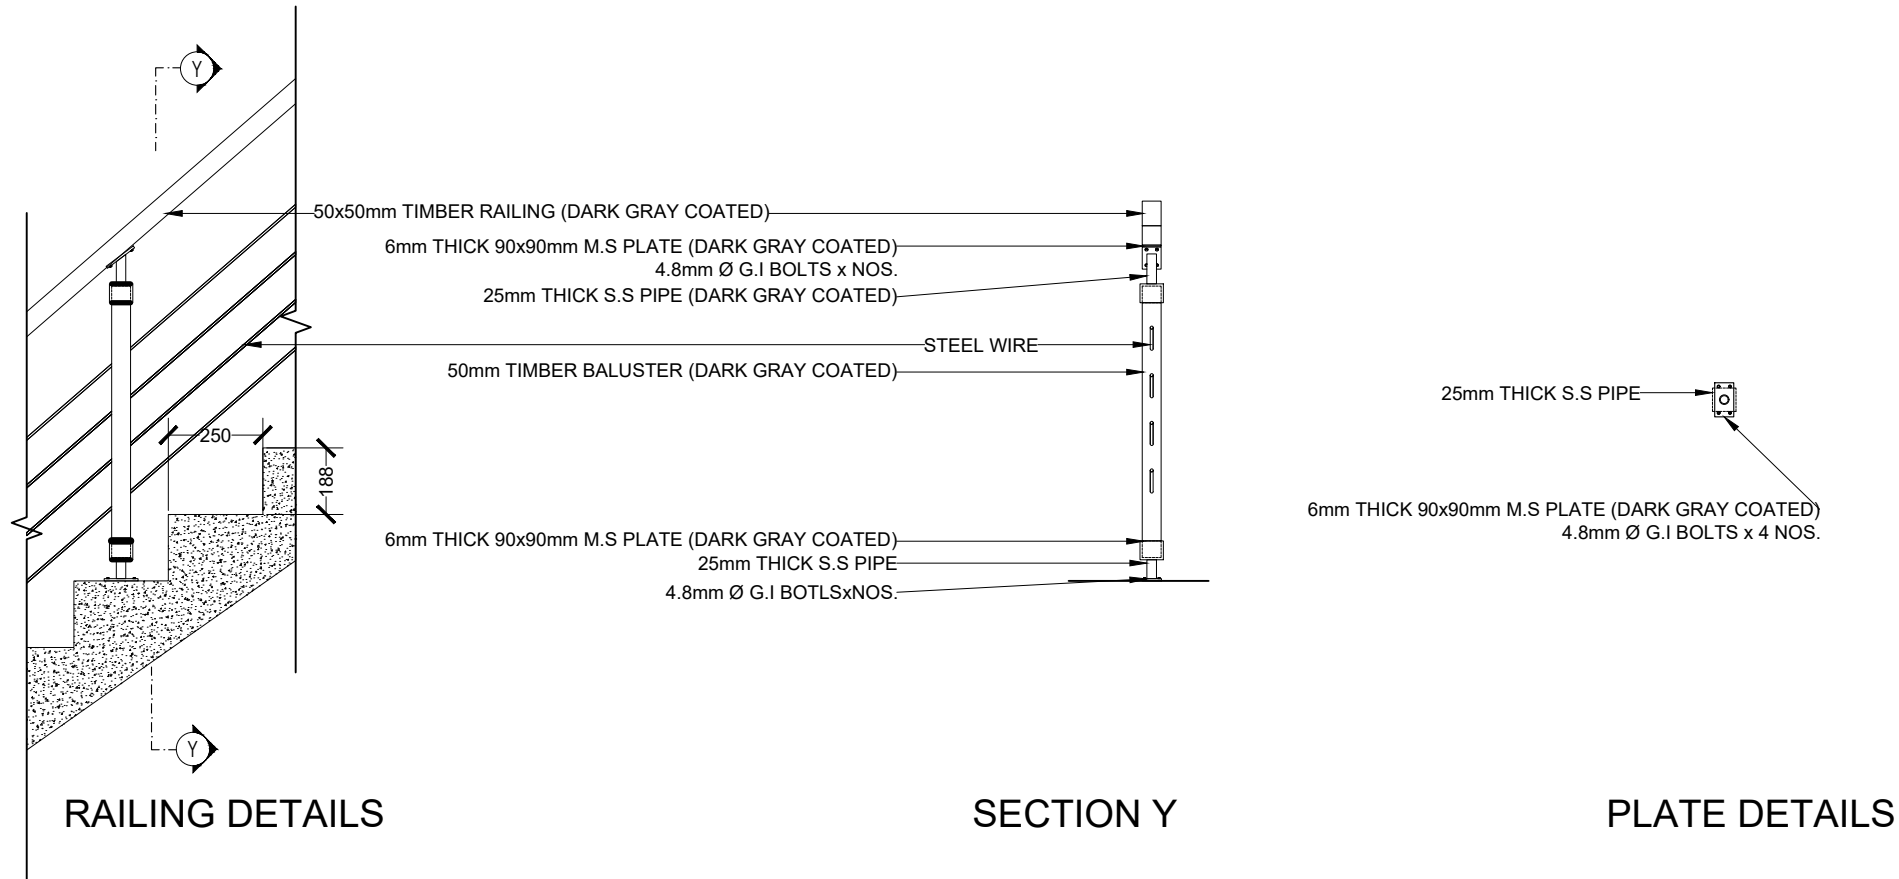 Y
50x50mm TIMBER RAILING (DARK GRAY COATED)
6mm THICK 90x90mm M.S PLATE (DARK GRAY COATED)
4.8mm Ø G.I BOLTS x NOS.
25mm THICK S.S PIPE (DARK GRAY COATED)
STEEL WIRE
50mm TIMBER BALUSTER (DARK GRAY COATED)
25mm THICK S.S PIPE
250
188
6mm THICK 90x90mm M.S PLATE (DARK GRAY COATED)
4.8mm Ø G.I BOLTS x 4 NOS.
6mm THICK 90x90mm M.S PLATE (DARK GRAY COATED)
25mm THICK S.S PIPE
4.8mm Ø G.I BOTLSxNOS.
Y
RAILING DETAILS
SECTION Y
PLATE DETAILS